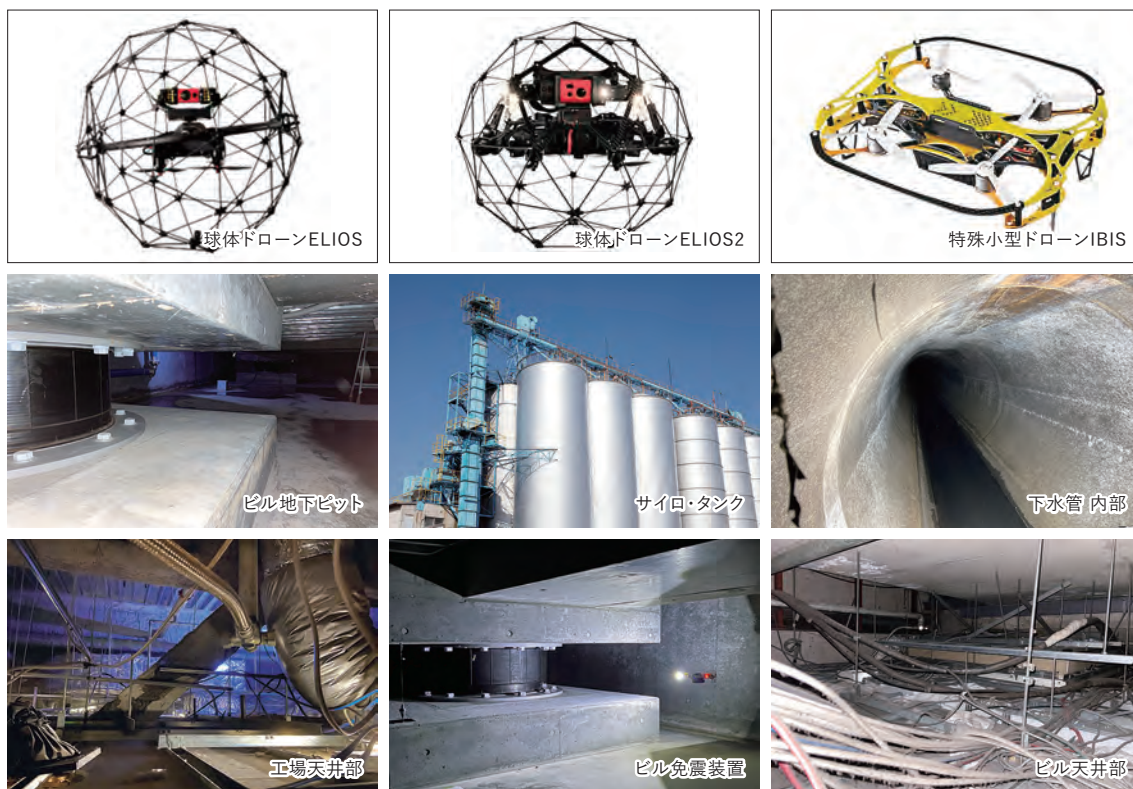 球体ドローンELIOS
球体ドローンELIOS2
特殊小型ドローンIBIS
ビル地下ピット
サイロ・タンク
下水管 内部
工場天井部
ビル免震装置
ビル天井部